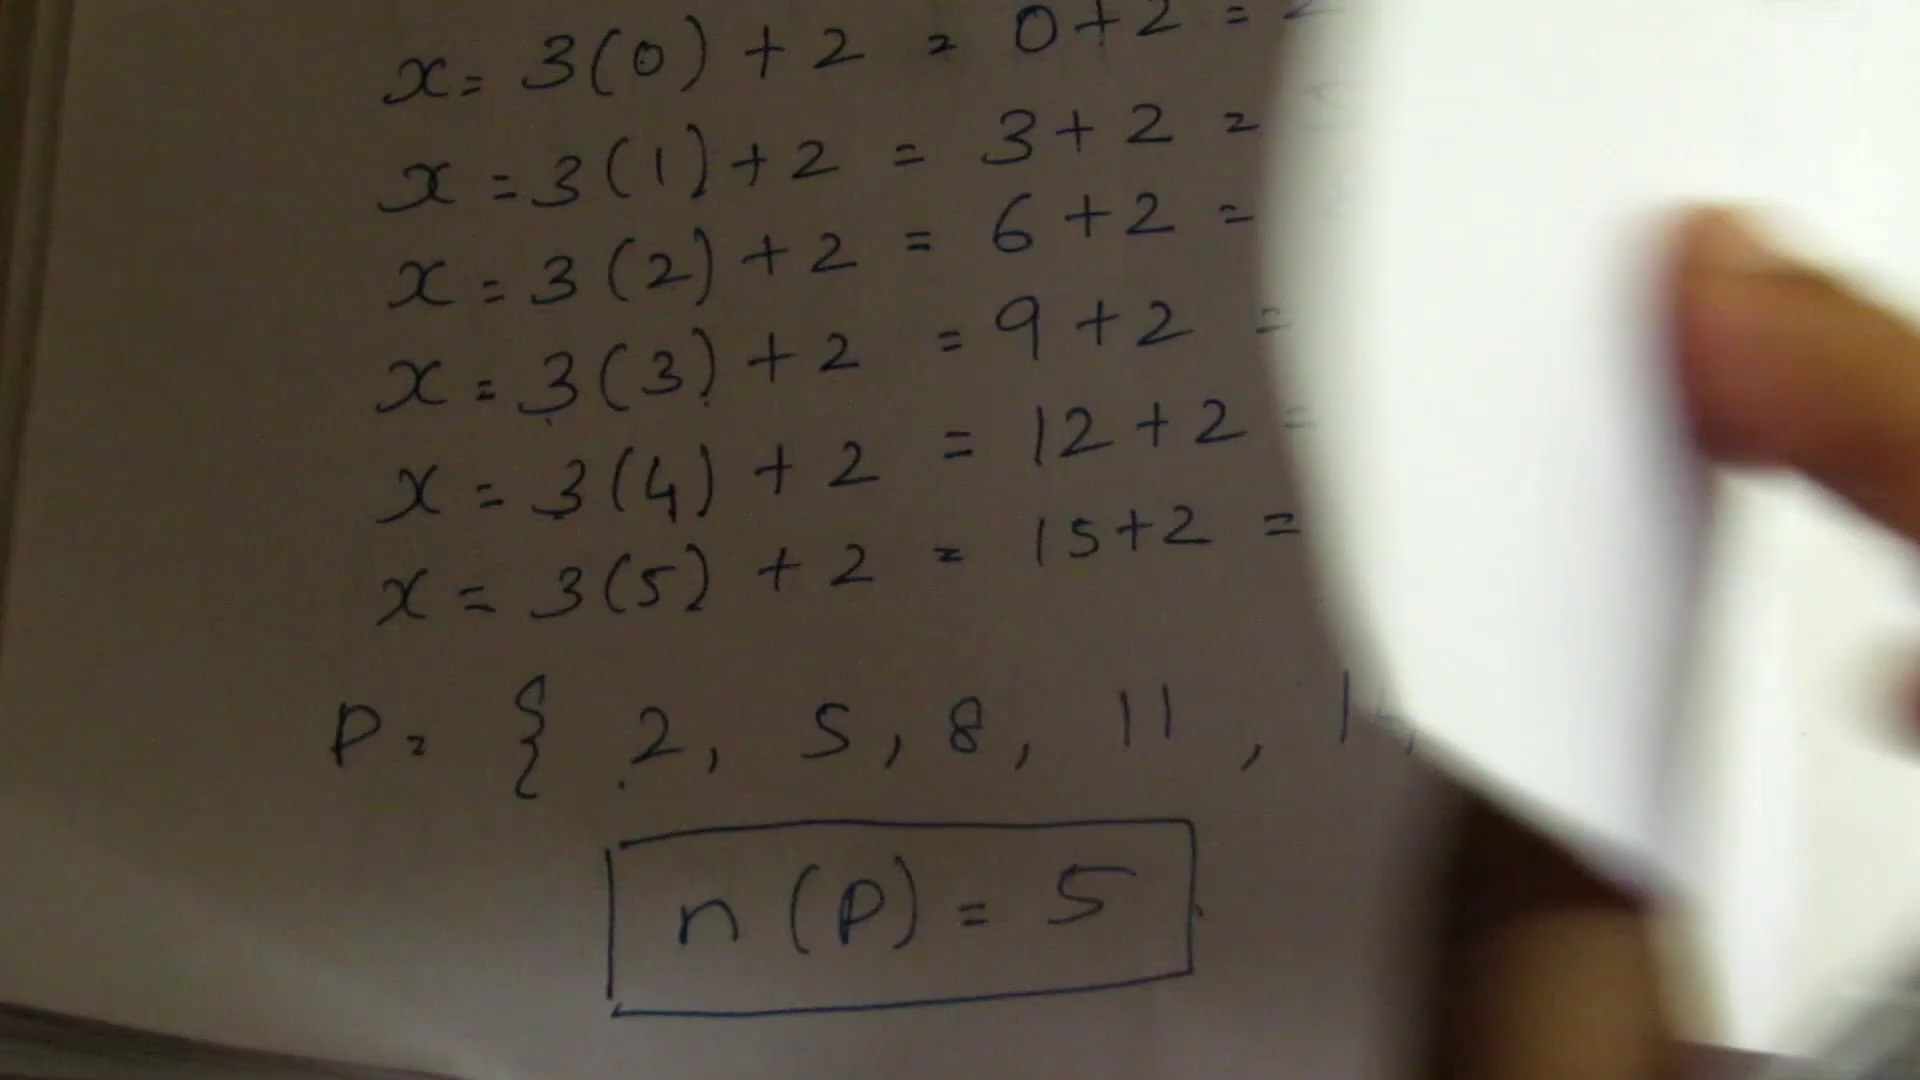 x = 3(0) + 2 = 0+2 =
x = 3(1) + 2 = 3+2 =
x = 3(2) + 2 = 6+2 =
x = 3(3) + 2 = 9+2 =
x = 3(4) + 2 = 12+2 =
x = 3(5) + 2 = 15+2 =
P = { 2, 5, 8, 11,
n(P) = 5